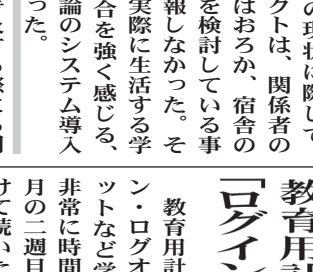 の現状に際して
クトは、関係者の
はおろか、宿舎の
を検討している事
報しなかった。そ
実際に生活する学
合を強く感じる、
論のシステム導入
った。
教育用計
「ログイン
教育用計
ン・ログオ
ットなど学
非常に時間
月の二週目
けて続いた